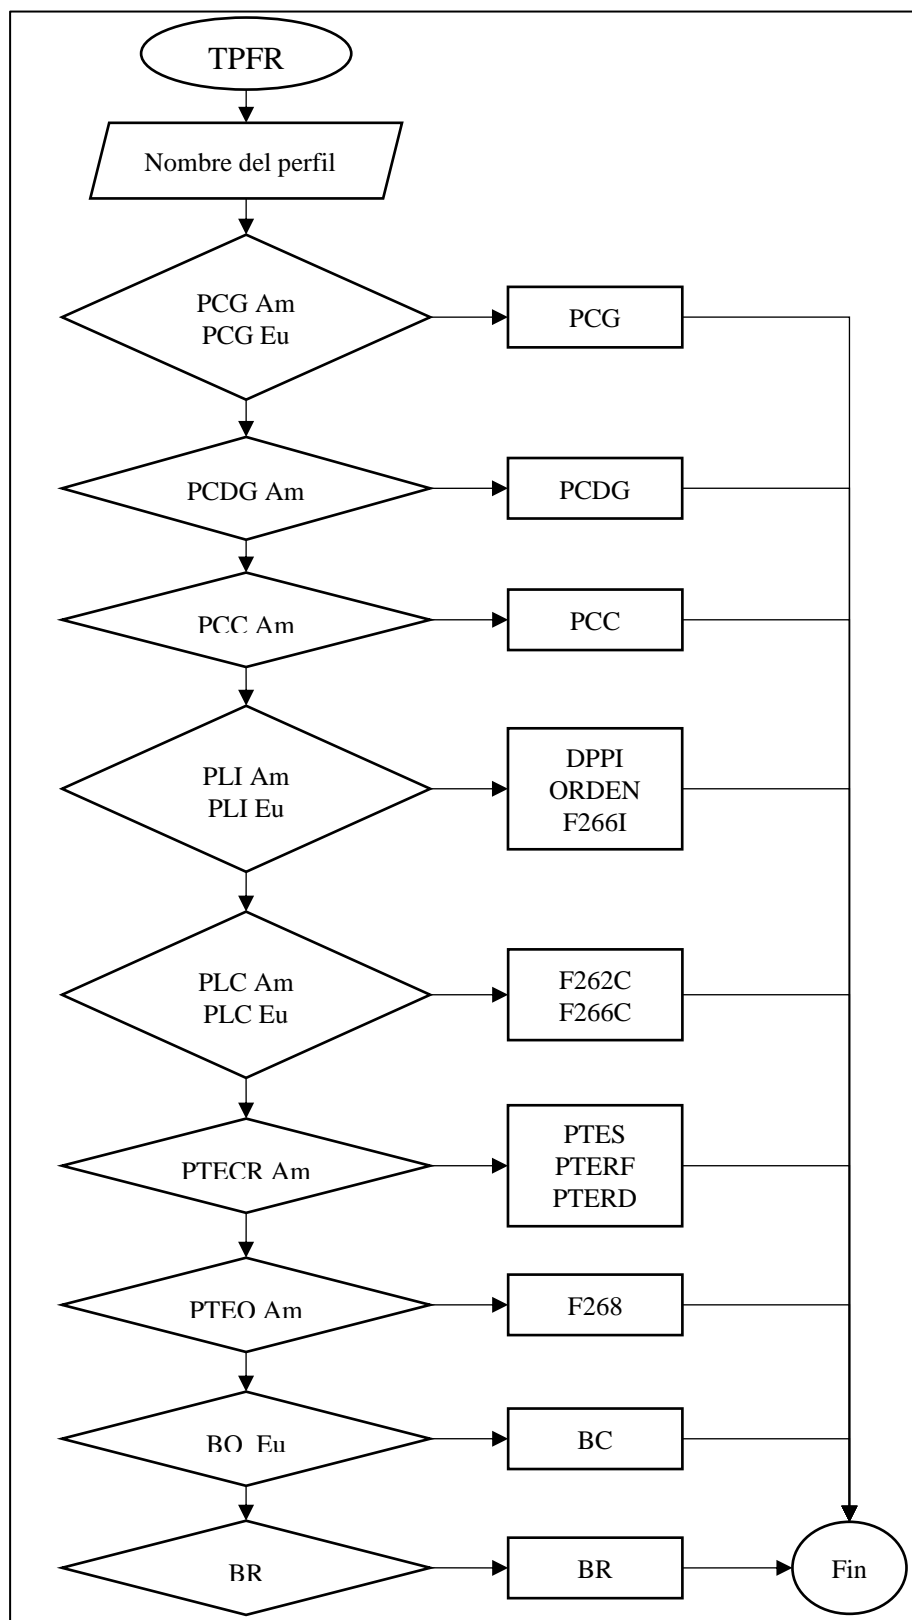 TPFR
Nombre del perfil
PCG Am
PCG Eu
PCG
PCDG Am
PCDG
PCC Am
PCC
PLI Am
PLI Eu
DPPI
ORDEN
F266I
PLC Am
PLC Eu
F262C
F266C
PTECR Am
PTES
PTERF
PTERD
PTEO Am
F268
BO Eu
BC
BR
BR
Fin